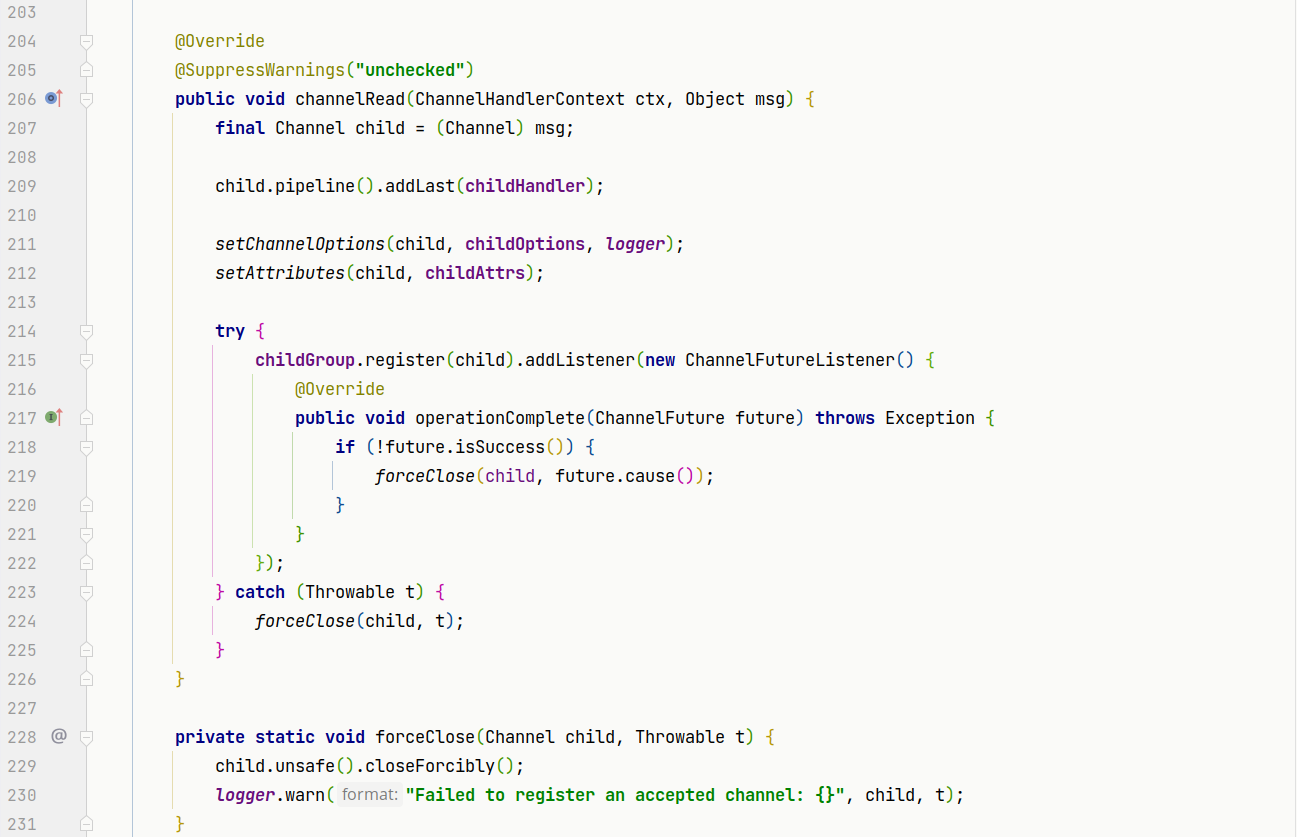 203
204 @Override
205 @SuppressWarnings("unchecked")
206 public void channelRead(ChannelHandlerContext ctx, Object msg) {
207 final Channel child = (Channel) msg;
208
209 child.pipeline().addLast(childHandler);
210
211 setChannelOptions(child, childOptions, logger);
212 setAttributes(child, childAttrs);
213
214 try {
215 childGroup.register(child).addListener(new ChannelFutureListener() {
216 @Override
217 public void operationComplete(ChannelFuture future) throws Exception {
218 if (!future.isSuccess()) {
219 forceClose(child, future.cause());
220 }
221 }
222 });
223 } catch (Throwable t) {
224 forceClose(child, t);
225 }
226 }
227
228 @ private static void forceClose(Channel child, Throwable t) {
229 child.unsafe().closeForcibly();
230 logger.warn( format: "Failed to register an accepted channel: {}", child, t);
231 }